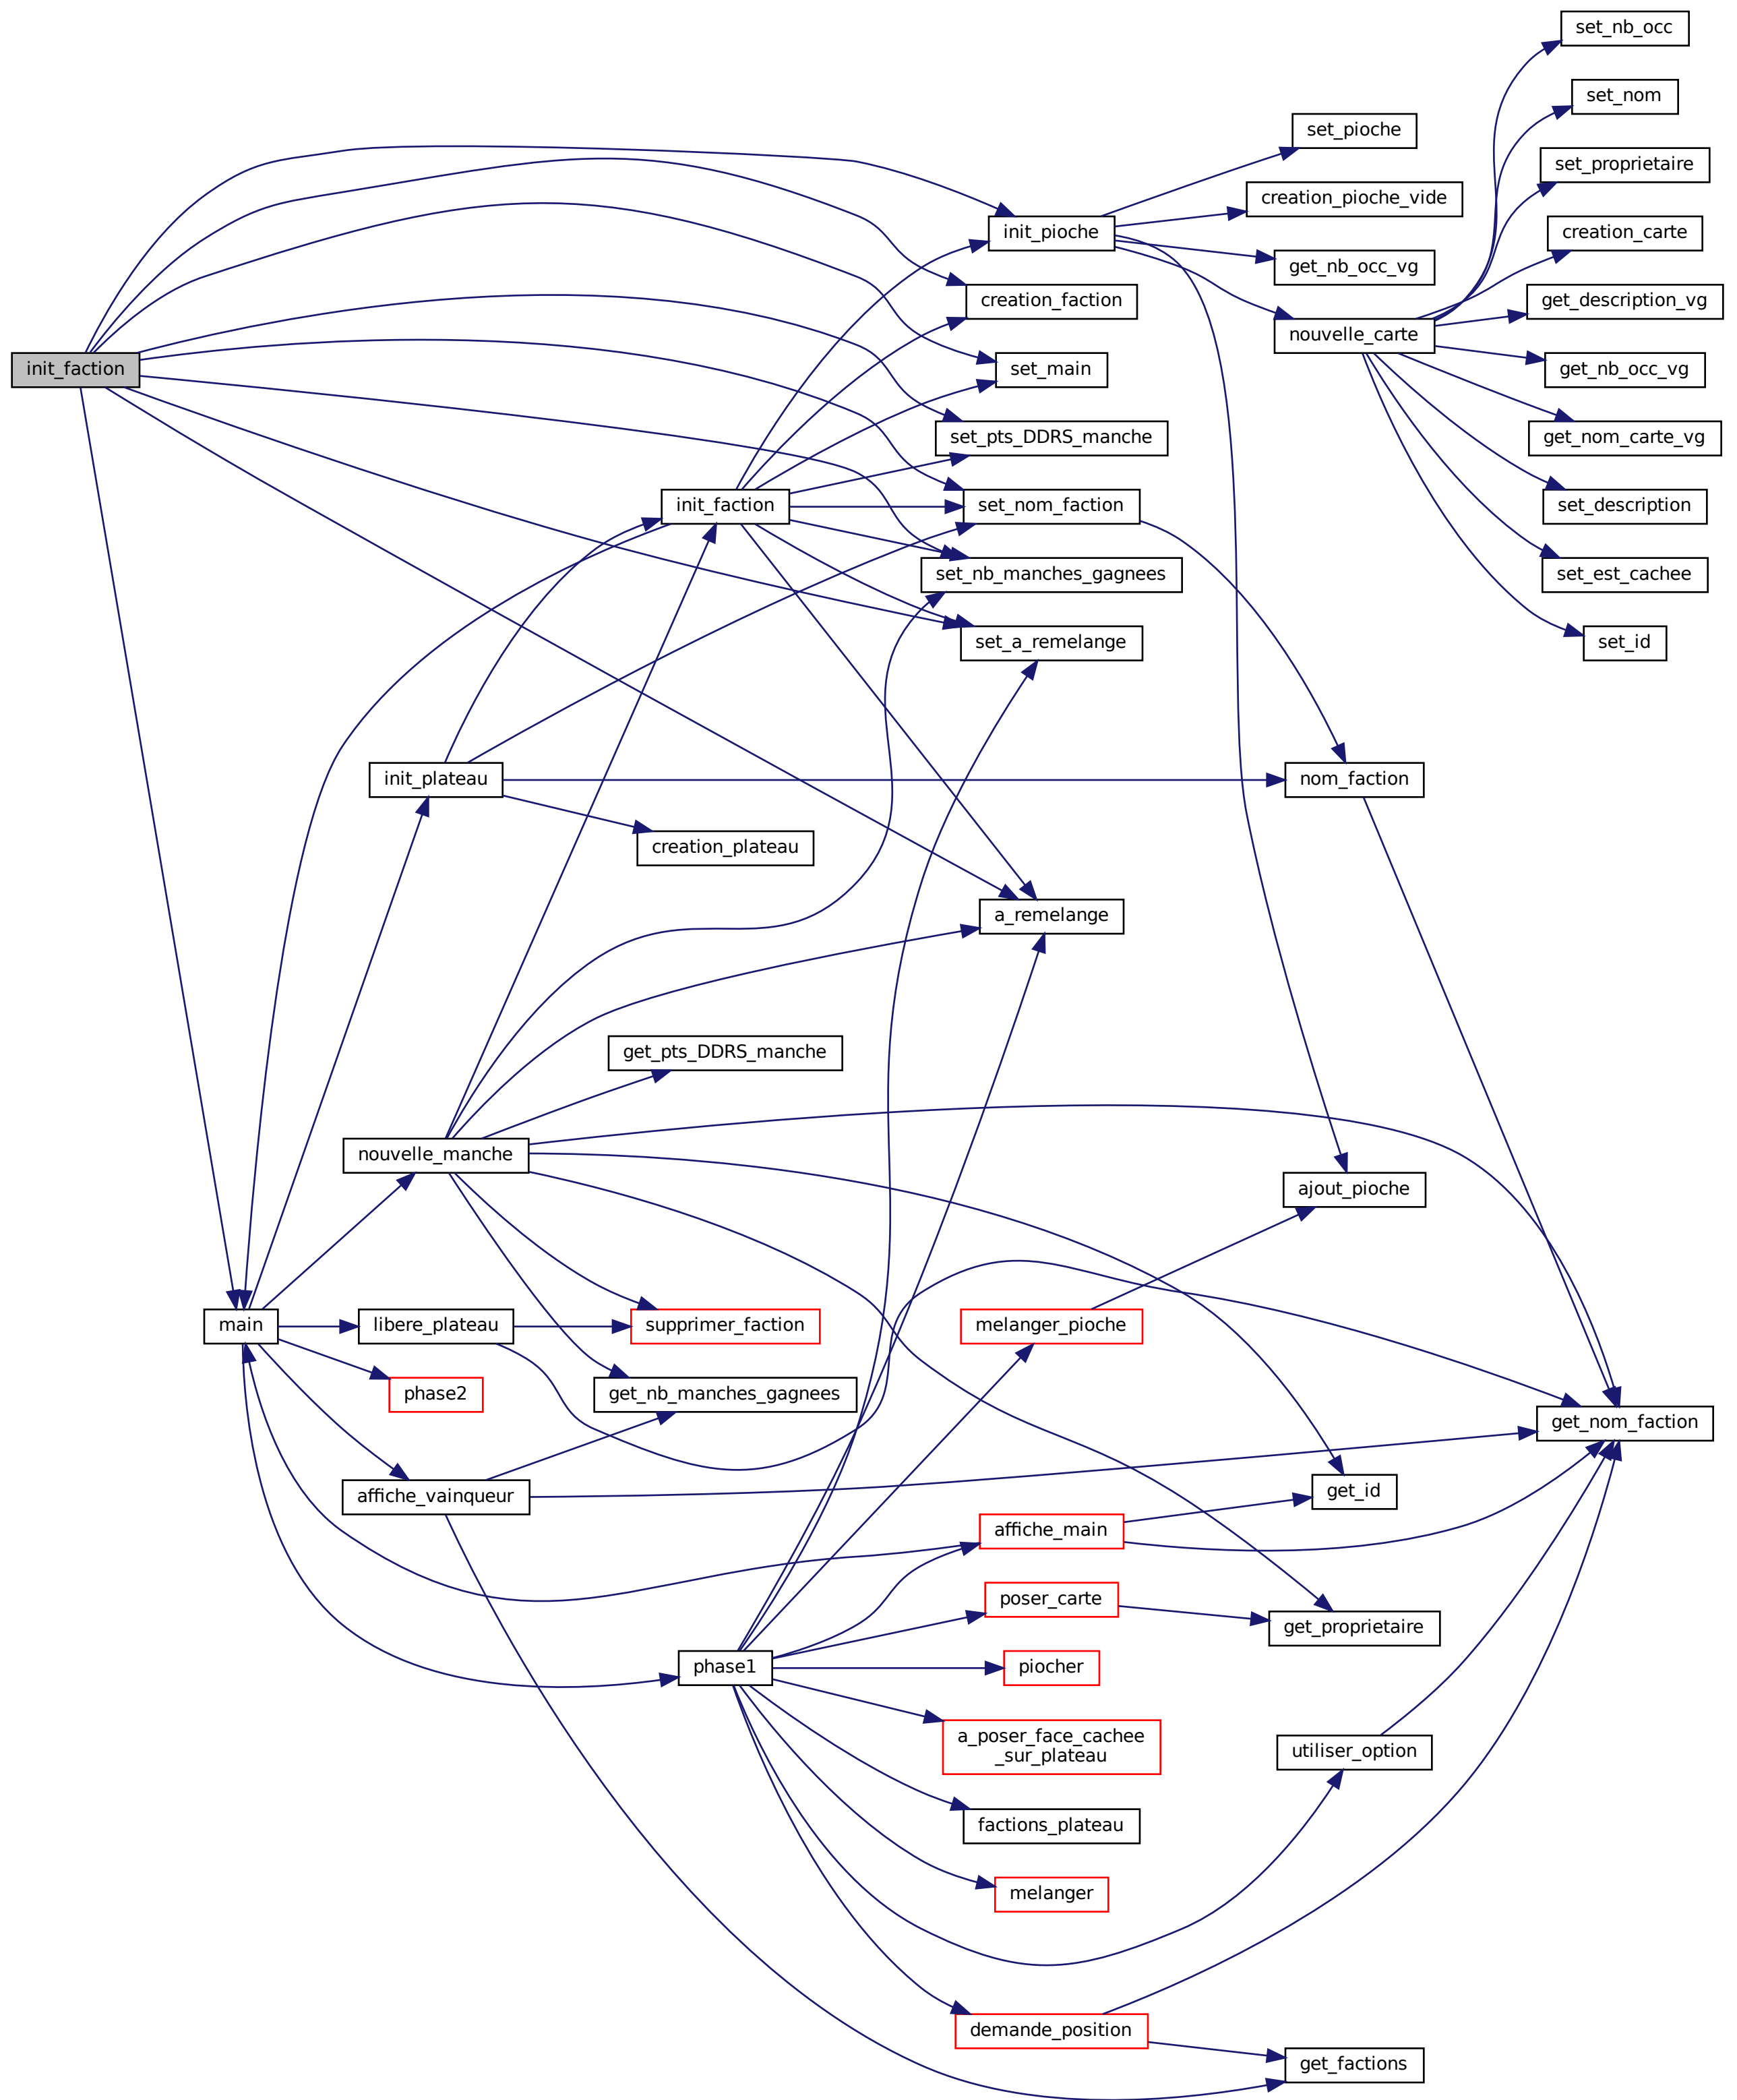 set_nb_occ
set_nom
set_pioche
set_proprietaire
creation_pioche_vide
init_pioche
creation_carte
get_nb_occ_vg
creation_faction
get_description_vg
nouvelle_carte
init_faction
set_main
get_nb_occ_vg
set_pts_DDRS_manche
get_nom_carte_vg
init_faction
set_nom_faction
set_description
set_nb_manches_gagnees
set_est_cachee
set_a_remelange
set_id
init_plateau
nom_faction
creation_plateau
a_remelange
get_pts_DDRS_manche
nouvelle_manche
ajout_pioche
main
libere_plateau
supprimer_faction
melanger_pioche
phase2
get_nb_manches_gagnees
get_nom_faction
affiche_vainqueur
get_id
affiche_main
poser_carte
get_proprietaire
phase1
piocher
a_poser_face_cachee
_sur_plateau
utiliser_option
factions_plateau
melanger
demande_position
get_factions